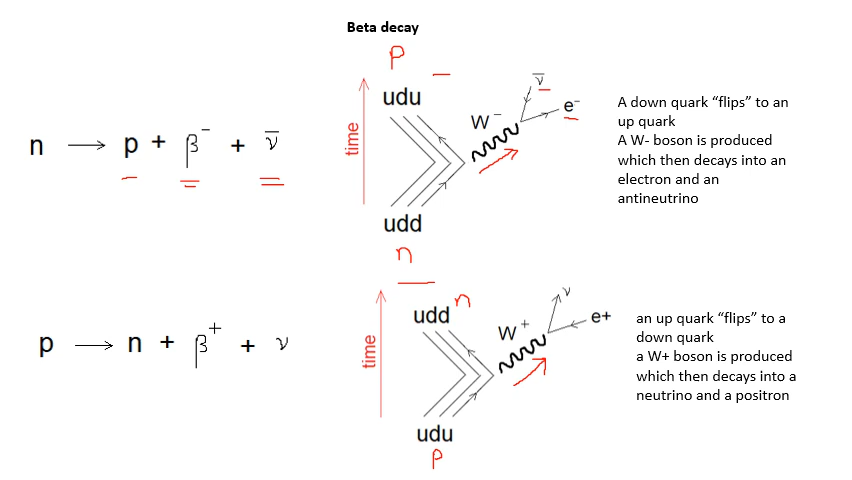 Beta decay
p
udu
ν̅
e⁻
W⁻
time
n ⟶ p + β⁻ + ν̅
A down quark “flips” to an
up quark
A W- boson is produced
which then decays into an
electron and an
antineutrino
udd
n
udd
n
ν
e+
W⁺
time
p ⟶ n + β⁺ + ν
an up quark “flips” to a
down quark
a W+ boson is produced
which then decays into a
neutrino and a positron
udu
p